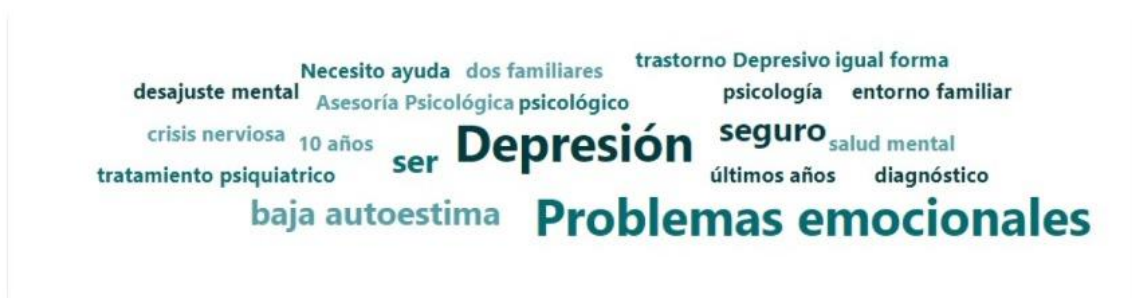 trastorno Depresivo igual forma
Necesito ayuda dos familiares
desajuste mental psicología entorno familiar
Asesoría Psicológica psicológico
crisis nerviosa 10 años ser Depresión seguro salud mental
tratamiento psiquiatrico últimos años diagnóstico
baja autoestima Problemas emocionales